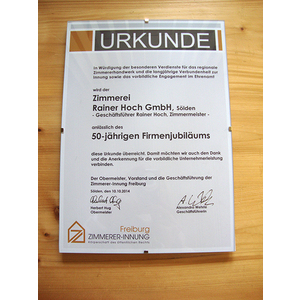 URKUNDE
In Würdigung der besonderen Verdienste für das regionale
Zimmererhandwerk und die langjährige Verbundenheit zur
Innung sowie das vorbildliche Engagement im Ehrenamt
wird der
Zimmerei
Rainer Hoch GmbH, Sölden
- Geschäftsführer Rainer Hoch, Zimmermeister -
anlässlich des
50-jährigen Firmenjubiläums
diese Urkunde überreicht. Damit möchten wir auch den Dank
und die Anerkennung für die vorbildliche Unternehmensleistung
verbinden.
Der Obermeister, Vorstand und die Geschäftsführung der
Zimmerer-Innung Freiburg
Sölden, 10.10.2014
Herbert Hug
Obermeister
Geschäftsführerin
Freiburg
ZIMMERER-INNUNG